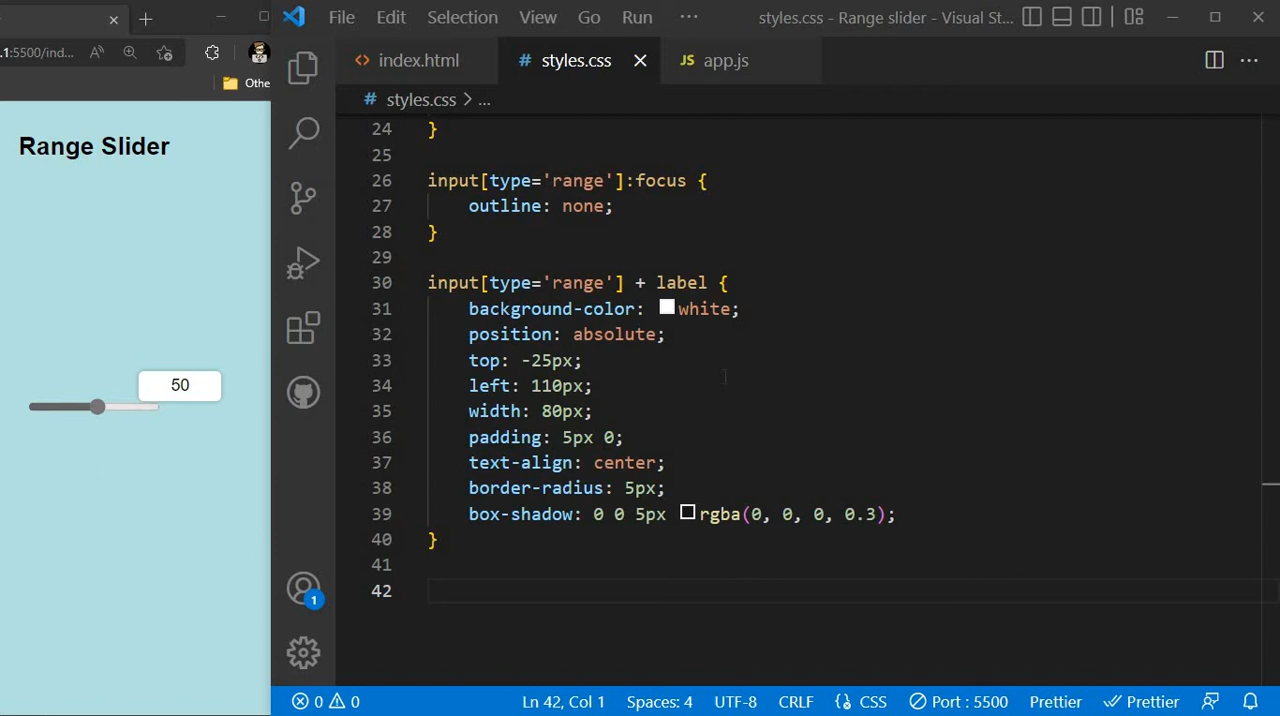 File Edit Selection View Go Run ··· styles.css - Range slider - Visual St...
.1:5500/ind...
Othe
Range Slider
50
index.html styles.css app.js
styles.css > ...
24 }
25
26 input[type='range']:focus {
27 outline: none;
28 }
29
30 input[type='range'] + label {
31 background-color: white;
32 position: absolute;
33 top: -25px;
34 left: 110px;
35 width: 80px;
36 padding: 5px 0;
37 text-align: center;
38 border-radius: 5px;
39 box-shadow: 0 0 5px rgba(0, 0, 0, 0.3);
40 }
41
42
1
0 0 Ln 42, Col 1 Spaces: 4 UTF-8 CRLF CSS Port : 5500 Prettier Prettier